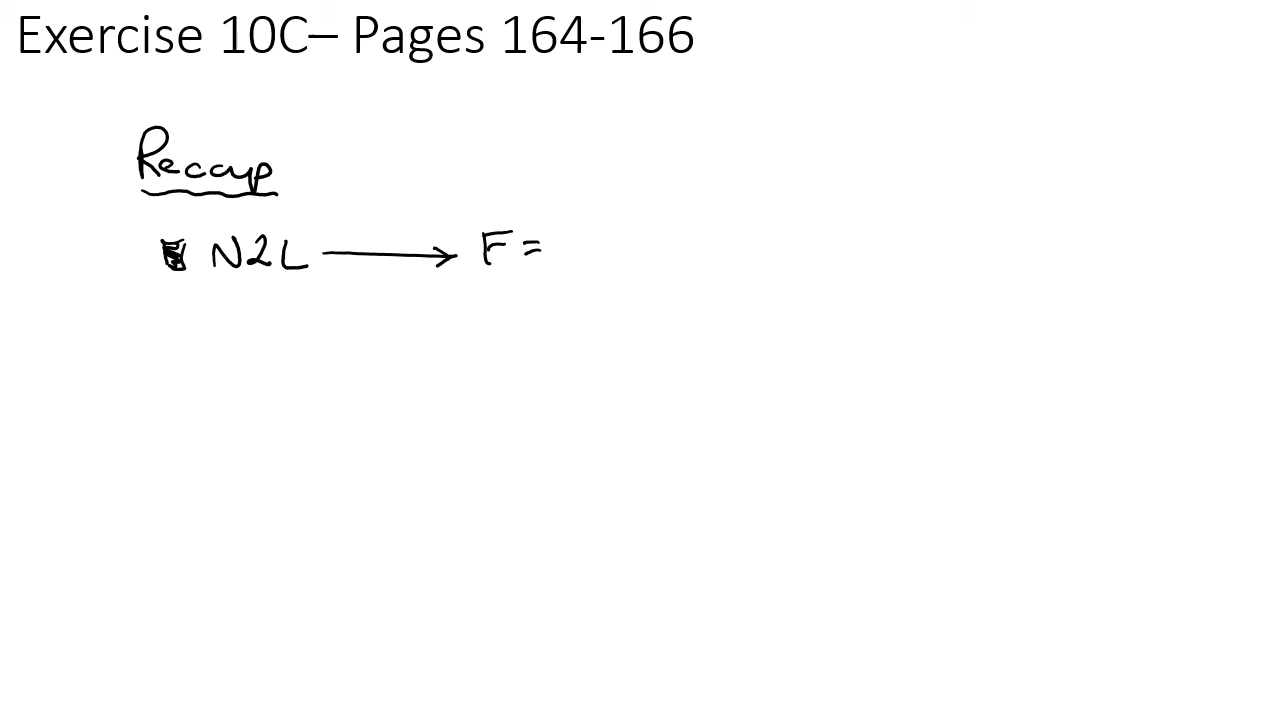 Exercise 10C– Pages 164-166
Recap
N2L → F =